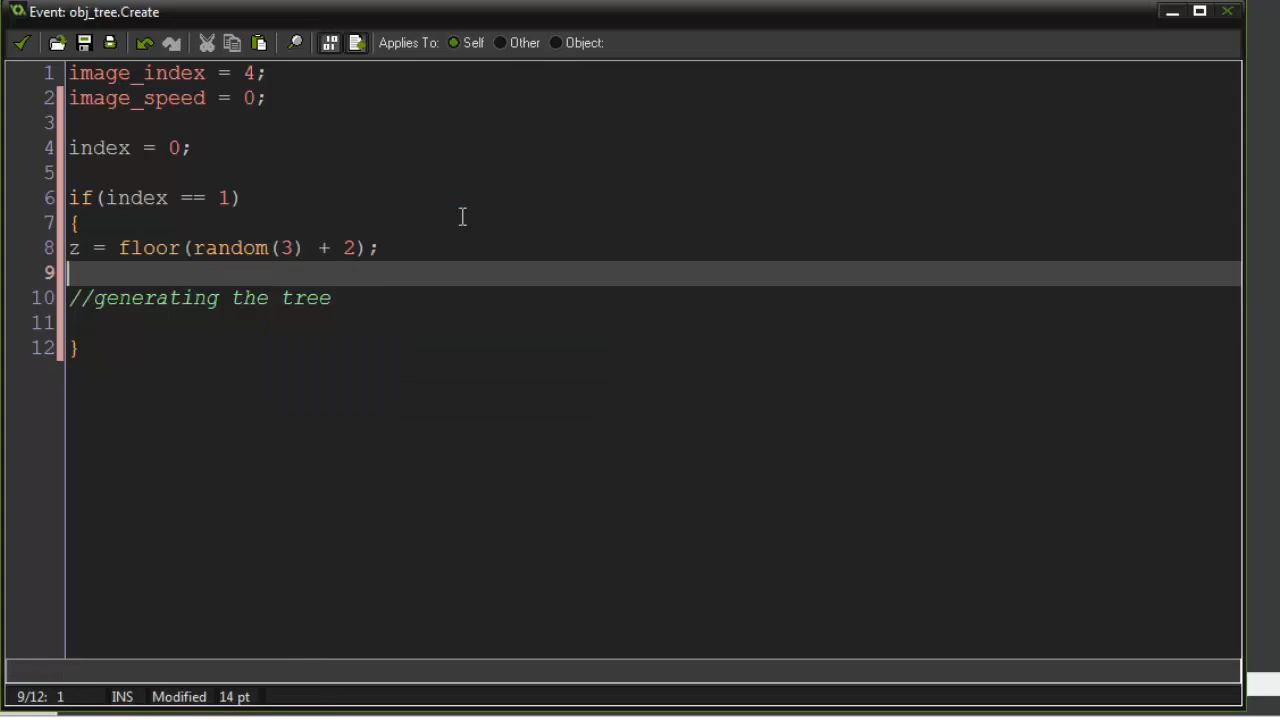 Event: obj_tree.Create
Applies To: Self Other Object:
1 image_index = 4;
2 image_speed = 0;
3
4 index = 0;
5
6 if(index == 1)
7 {
8 z = floor(random(3) + 2);
9
10 //generating the tree
11
12 }
9/12: 1 INS Modified 14 pt